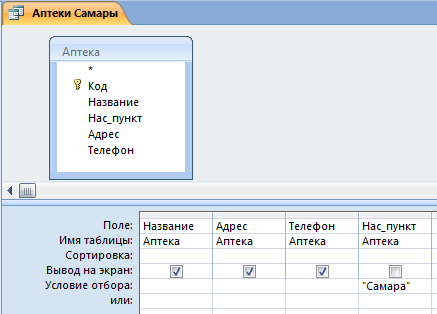 Аптеки Самары
Аптека
*
Код
Название
Нас_пункт
Адрес
Телефон
Поле: Название Адрес Телефон Нас_пункт
Имя таблицы: Аптека Аптека Аптека Аптека
Сортировка:
Вывод на экран:
Условие отбора: "Самара"
или: